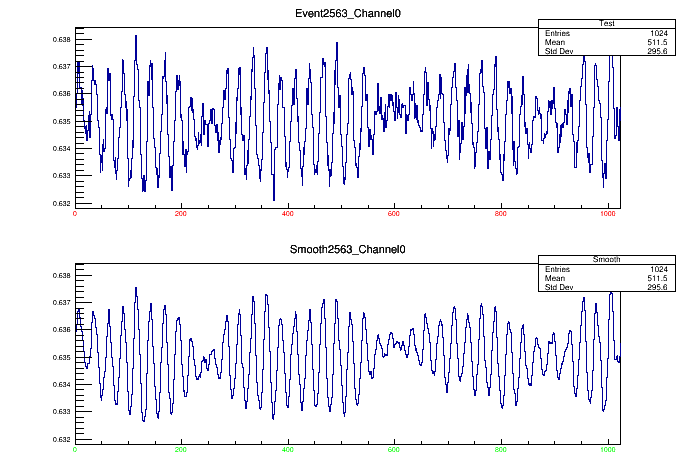 Event2563_Channel0
Test
Entries 1024
Mean 511.5
Std Dev 295.6
0.638
0.637
0.636
0.635
0.634
0.633
0.632
0 200 400 600 800 1000
Smooth2563_Channel0
Smooth
Entries 1024
Mean 511.5
Std Dev 295.6
0.638
0.637
0.636
0.635
0.634
0.633
0.632
0 200 400 600 800 1000